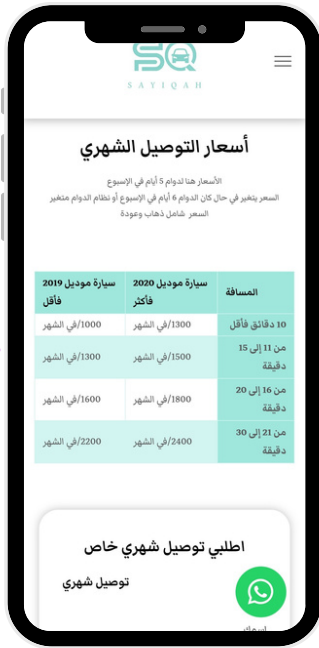 SQ
SAYIQAH
أسعار التوصيل الشهري
الأسعار هنا لدوام 5 أيام في الإسبوع
السعر يتغير في حال كان الدوام 6 أيام في الإسبوع أو نظام الدوام متغير
السعر شامل ذهاب وعودة
المسافة سيارة موديل 2020 فأكثر سيارة موديل 2019 فأقل
10 دقائق فأقل 1300/في الشهر 1000/في الشهر
من 11 إلى 15 دقيقة 1500/في الشهر 1300/في الشهر
من 16 إلى 20 دقيقة 1800/في الشهر 1600/في الشهر
من 21 إلى 30 دقيقة 2400/في الشهر 2200/في الشهر
اطلبي توصيل شهري خاص
توصيل شهري